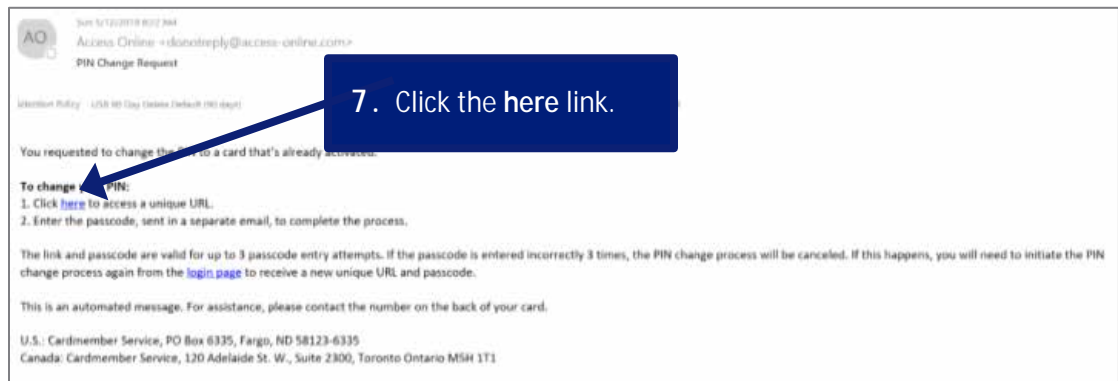 AO
Access Online <donotreply@access-online.com>
PIN Change Request
7. Click the here link.
You requested to change the to a card that's already activated.
To change PIN:
1. Click here to access a unique URL.
2. Enter the passcode, sent in a separate email, to complete the process.
The link and passcode are valid for up to 3 passcode entry attempts. If the passcode is entered incorrectly 3 times, the PIN change process will be canceled. If this happens, you will need to initiate the PIN
change process again from the login page to receive a new unique URL and passcode.
This is an automated message. For assistance, please contact the number on the back of your card.
U.S.: Cardmember Service, PO Box 6335, Fargo, ND 58123-6335
Canada: Cardmember Service, 120 Adelaide St. W., Suite 2300, Toronto Ontario M5H 1T1